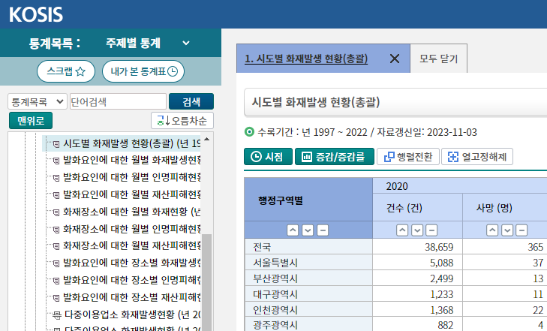 KOSIS
통계목록 : 주제별 통계
스크랩 내가 본 통계표
통계목록 단어검색 검색
맨위로 오름차순
시도별 화재발생 현황(총괄) (년 19
발화요인에 대한 월별 화재발생현황
발화요인에 대한 월별 인명피해현황
발화요인에 대한 월별 재산피해현황
화재장소에 대한 월별 화재현황 (년
화재장소에 대한 월별 인명피해현황
화재장소에 대한 월별 재산피해현황
발화요인에 대한 장소별 화재발생현
발화요인에 대한 장소별 인명피해현
발화요인에 대한 장소별 재산피해현
다중이용업소 화재발생현황 (년 20
다중이용업소 화재발생현황 (년 20
1. 시도별 화재발생 현황(총괄) 모두 닫기
시도별 화재발생 현황(총괄)
수록기간 : 년 1997 ~ 2022 / 자료갱신일: 2023-11-03
시점 증감/증감률 행렬전환 열고정해제
행정구역별 2020
건수 (건) 사망 (명)
전국 38,659 365
서울특별시 5,088 37
부산광역시 2,499 13
대구광역시 1,233 11
인천광역시 1,368 22
광주광역시 882 4